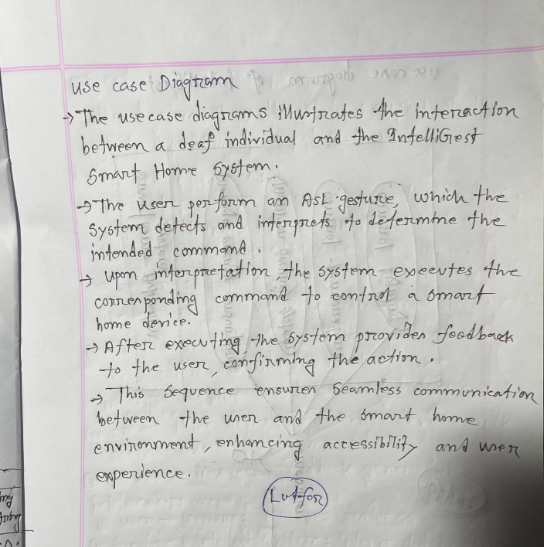 use case Diagram
→ The use case diagrams illustrates the interaction
between a deaf individual and the IntelliGest
Smart Home System.
→ The user perform an ASL gesture, which the
System detects and interprets to determine the
intended command.
→ Upon interpretation, the system executes the
corresponding command to control a smart
home device.
→ After executing the system provides feedback
to the user, confirming the action.
→ This Sequence ensures seamless communication
between the user and the smart home
environment, enhancing accessibility and user
experience.
Lutfor